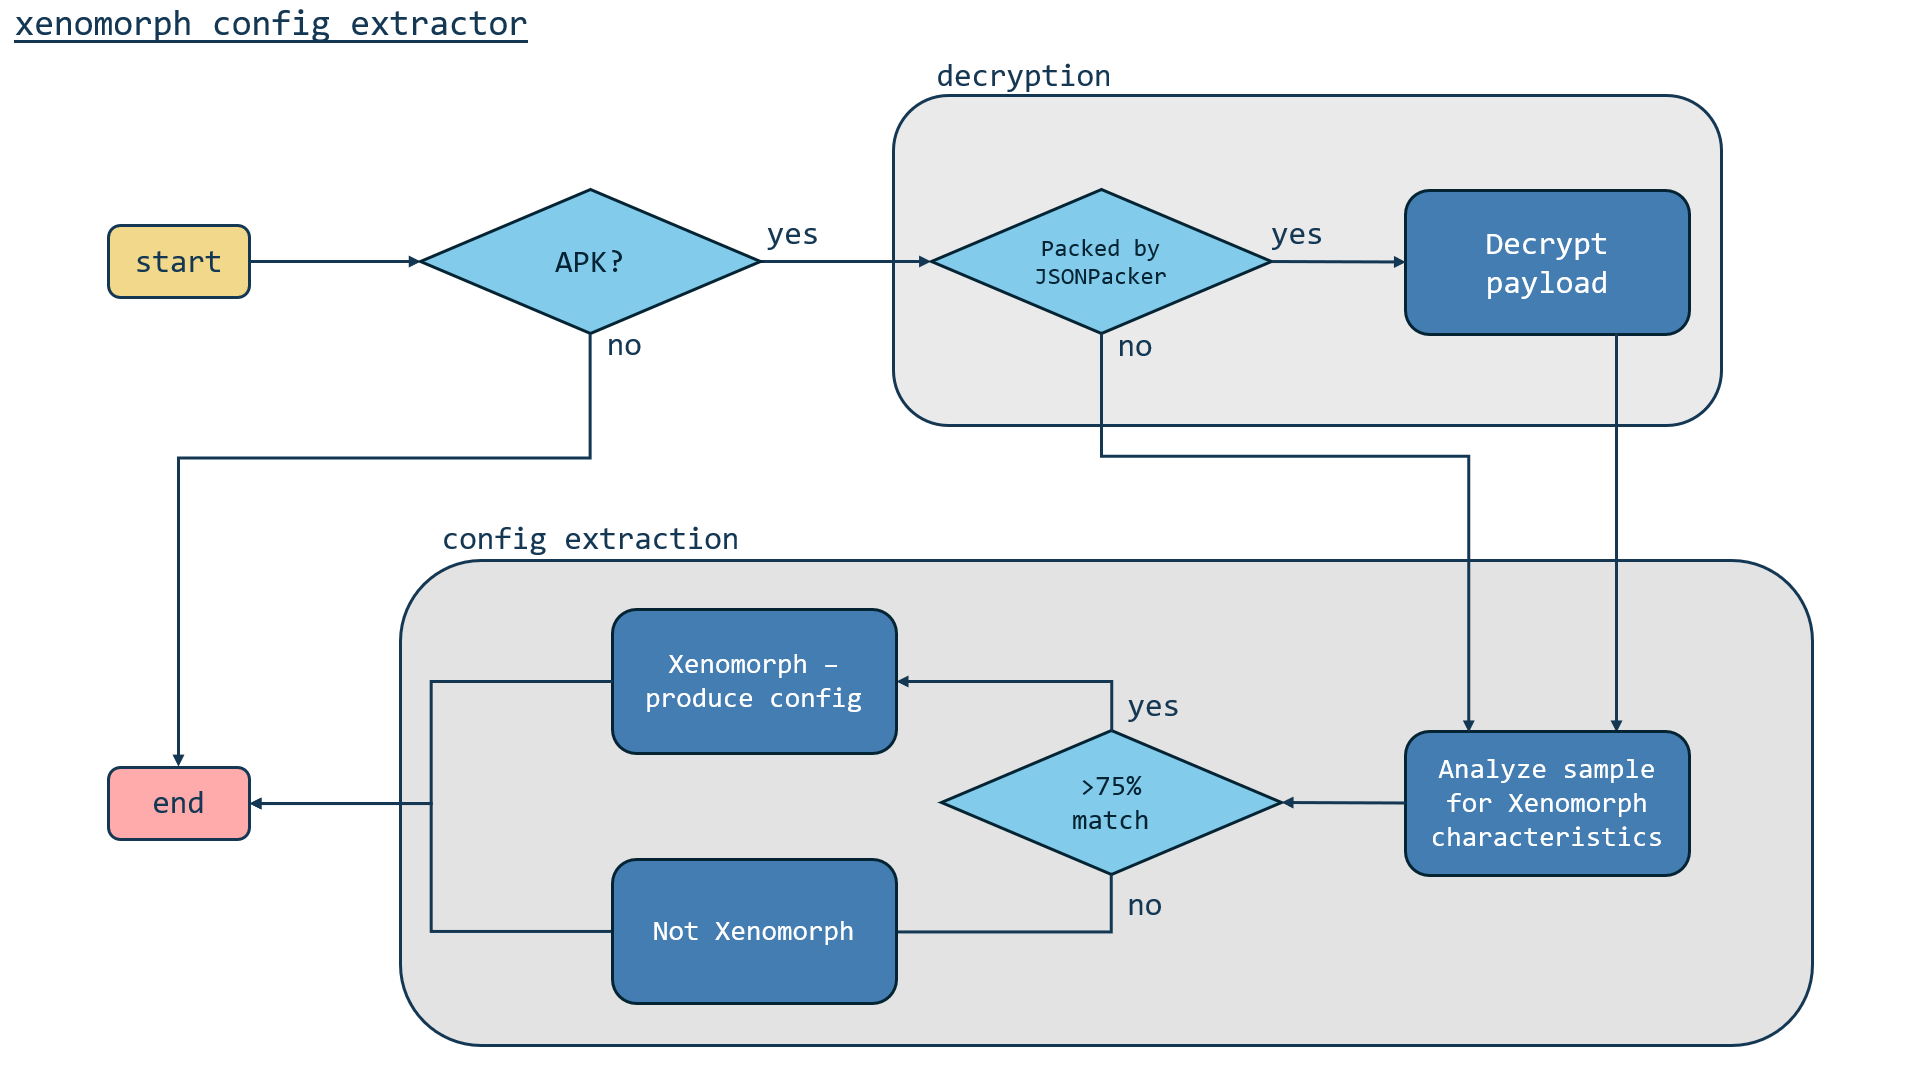 xenomorph config extractor
decryption
start
APK?
yes
no
Packed by
JSONPacker
yes
no
Decrypt
payload
config extraction
Xenomorph –
produce config
yes
>75%
match
no
Analyze sample
for Xenomorph
characteristics
end
Not Xenomorph